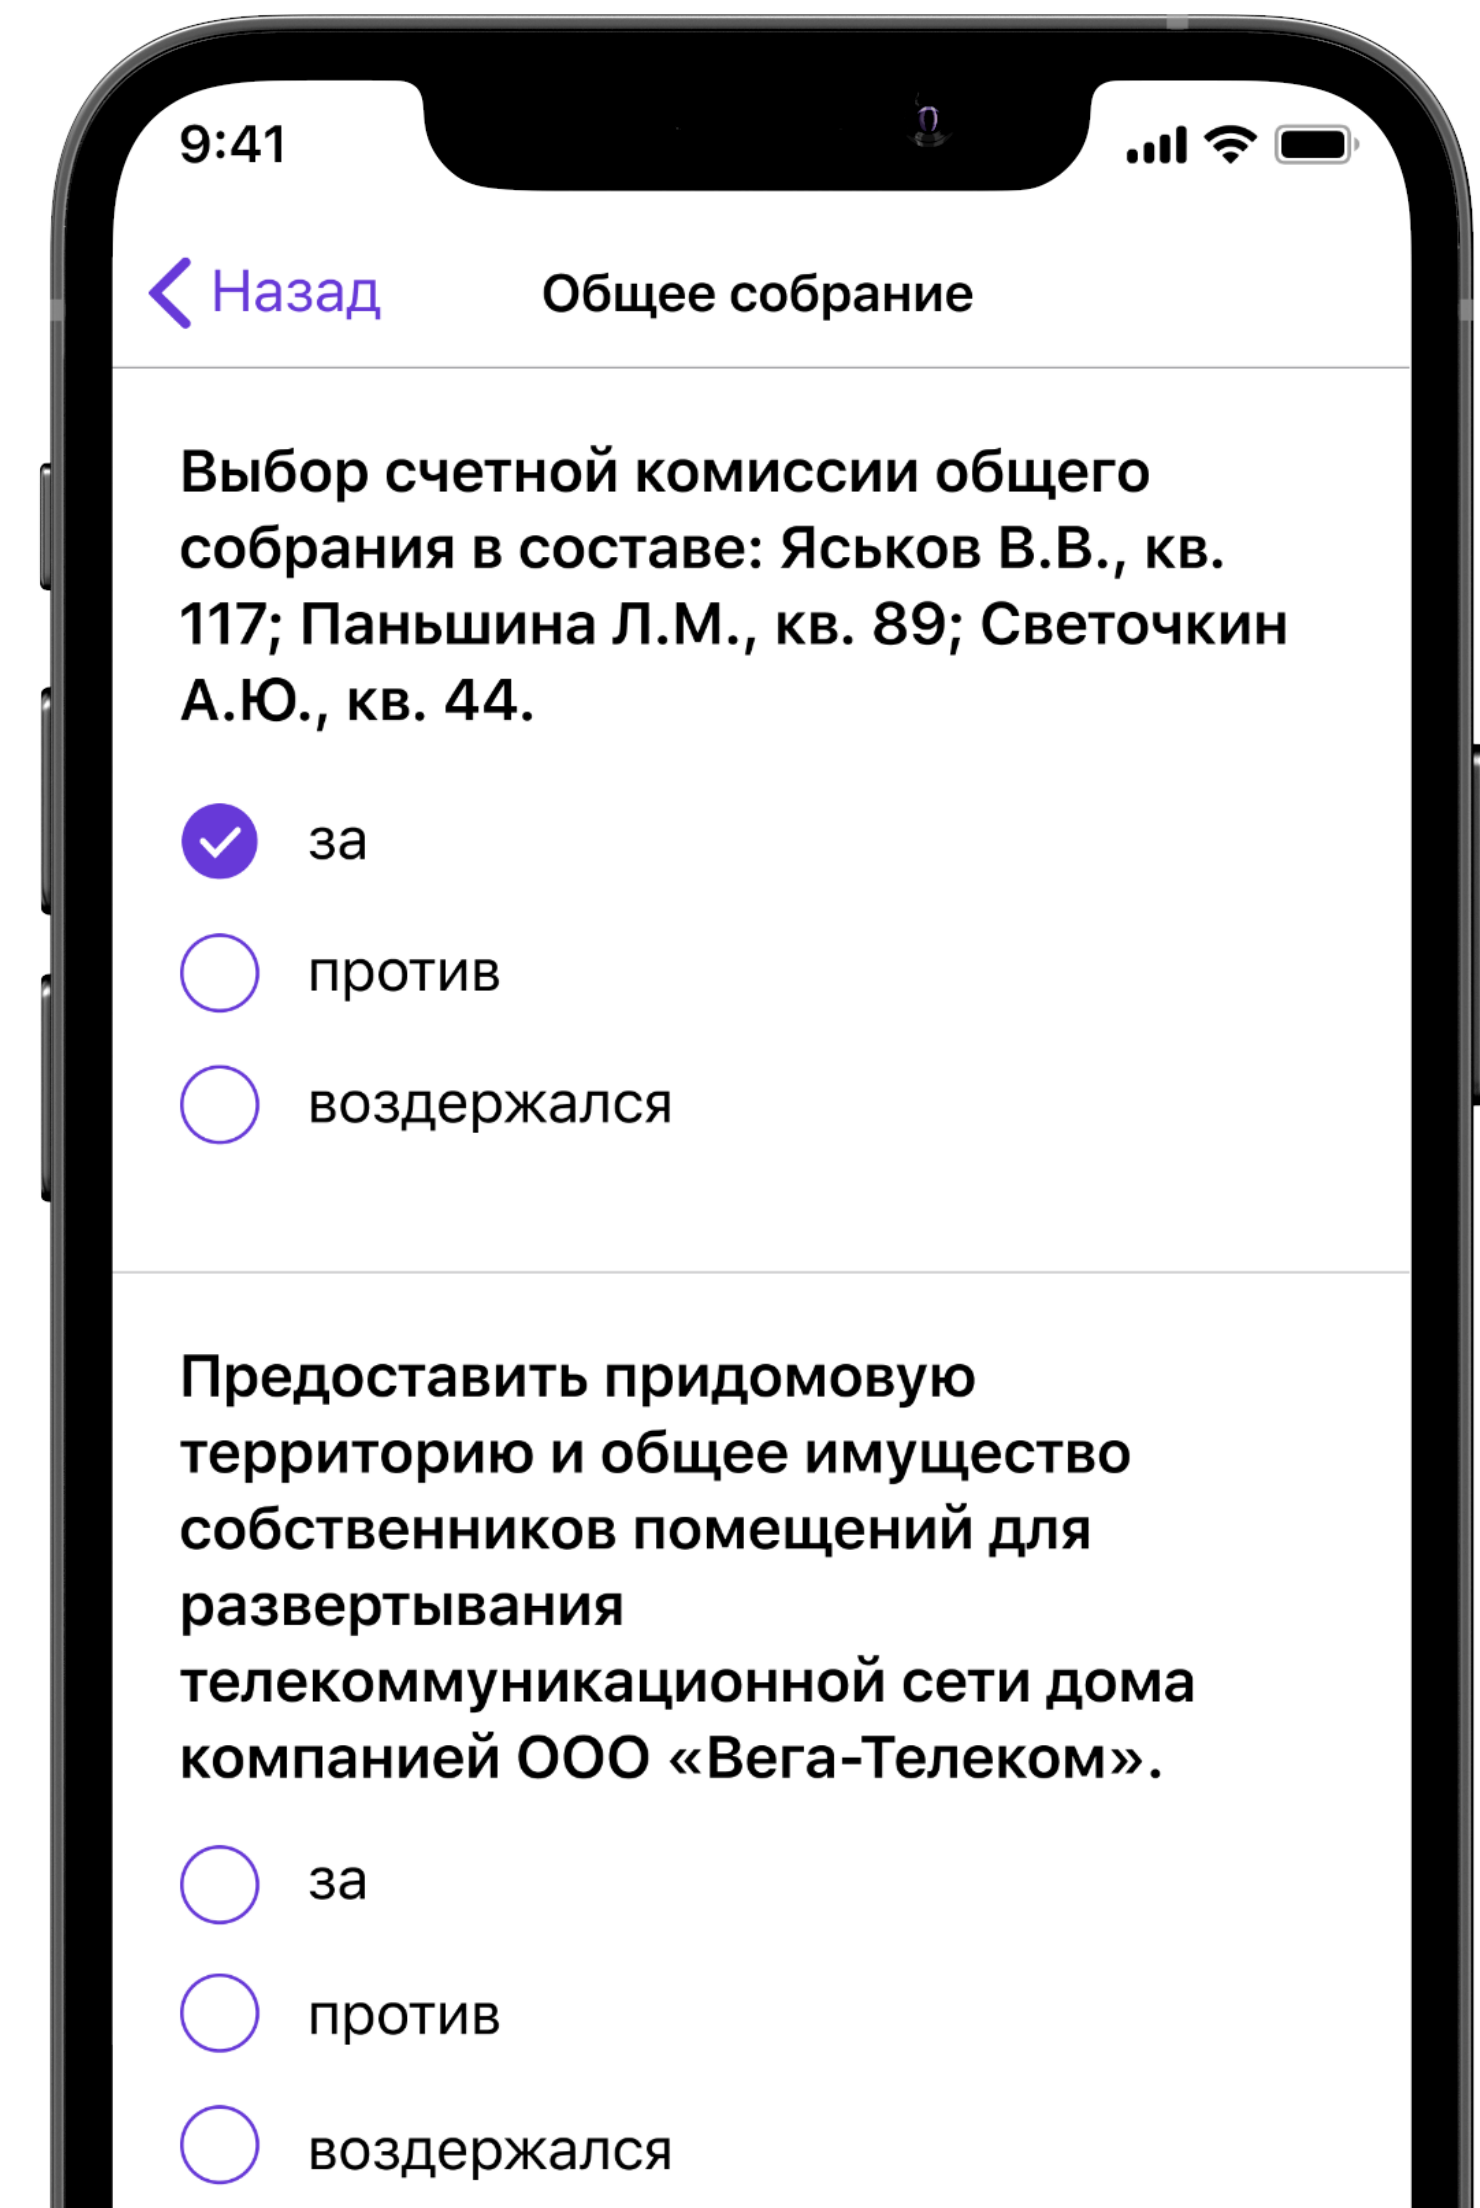 9:41
Назад
Общее собрание
Выбор счетной комиссии общего
собрания в составе: Яськов В.В., кв.
117; Паньшина Л.М., кв. 89; Светочкин
А.Ю., кв. 44.
за
против
воздержался
Предоставить придомовую
территорию и общее имущество
собственников помещений для
развертывания
телекоммуникационной сети дома
компанией ООО «Вега-Телеком».
за
против
воздержался